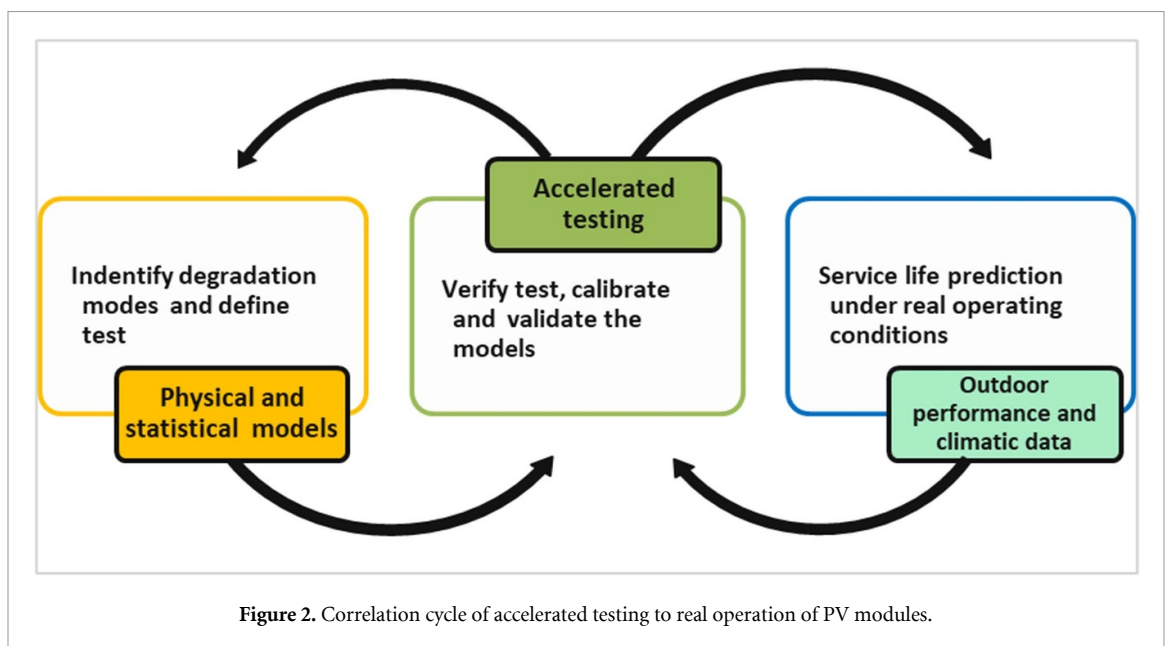 Accelerated
testing
Indentify degradation
modes and define
test
Physical and
statistical models
Verify test, calibrate
and validate the
models
Service life prediction
under real operating
conditions
Outdoor
performance and
climatic data
Figure 2. Correlation cycle of accelerated testing to real operation of PV modules.